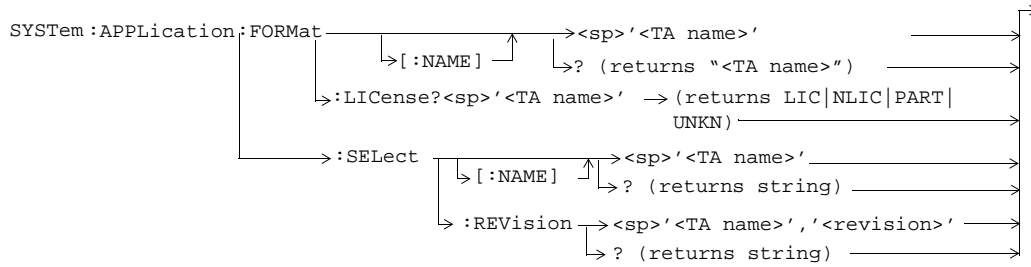 SYSTem:APPLication:FORMat <sp>'<TA name>'
[:NAME] ? (returns “<TA name>”)
:LICense?<sp>'<TA name>' (returns LIC|NLIC|PART|
UNKN)
:SELect <sp>'<TA name>'
[:NAME] ? (returns string)
:REVision <sp>'<TA name>','<revision>'
? (returns string)